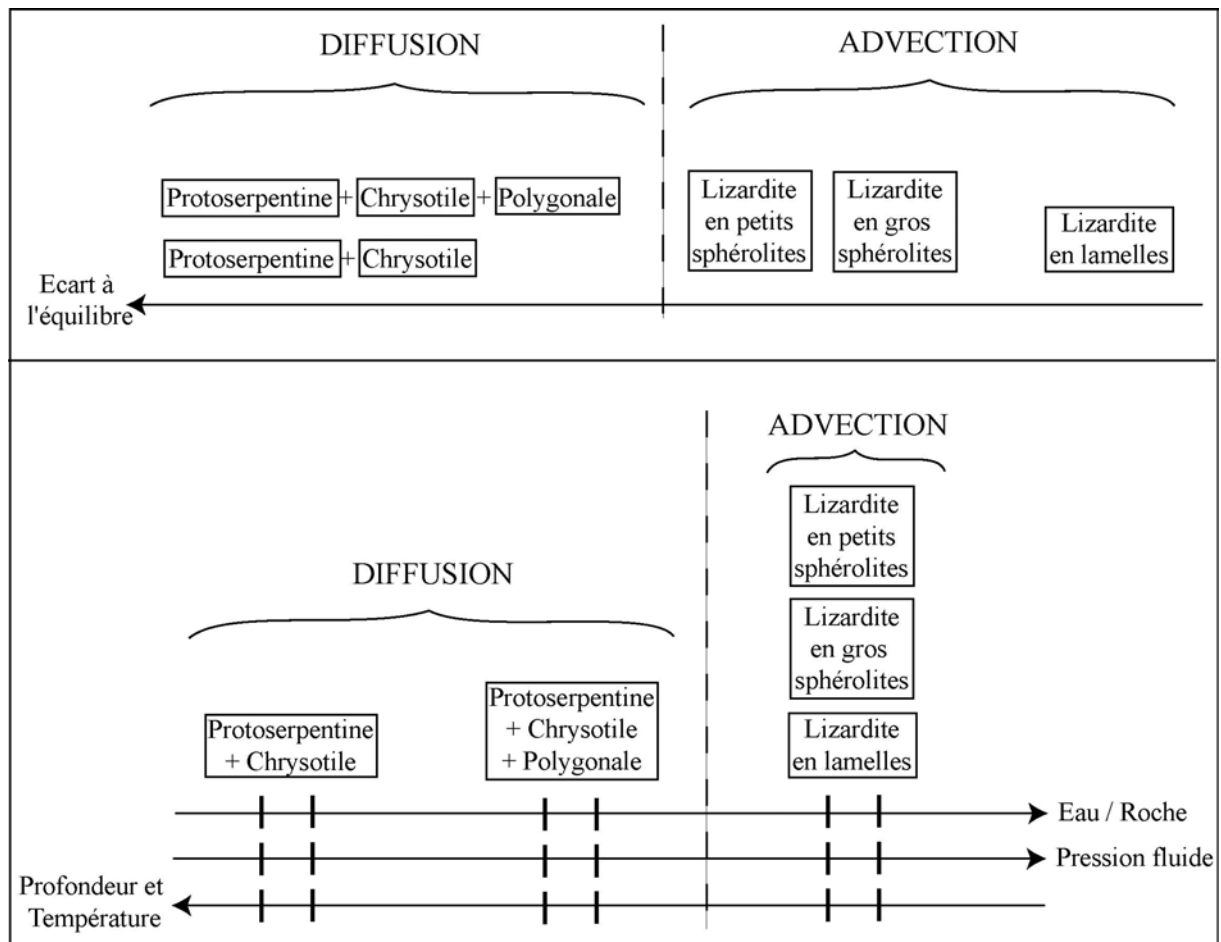 DIFFUSION
ADVECTION
Protoserpentine + Chrysotile + Polygonale
Protoserpentine + Chrysotile
Lizardite
en petits
sphérolites
Lizardite
en gros
sphérolites
Lizardite
en lamelles
Ecart à
l'équilibre
ADVECTION
Lizardite
en petits
sphérolites
Lizardite
en gros
sphérolites
Lizardite
en lamelles
DIFFUSION
Protoserpentine
+ Chrysotile
Protoserpentine
+ Chrysotile
+ Polygonale
Eau / Roche
Pression fluide
Profondeur et
Température